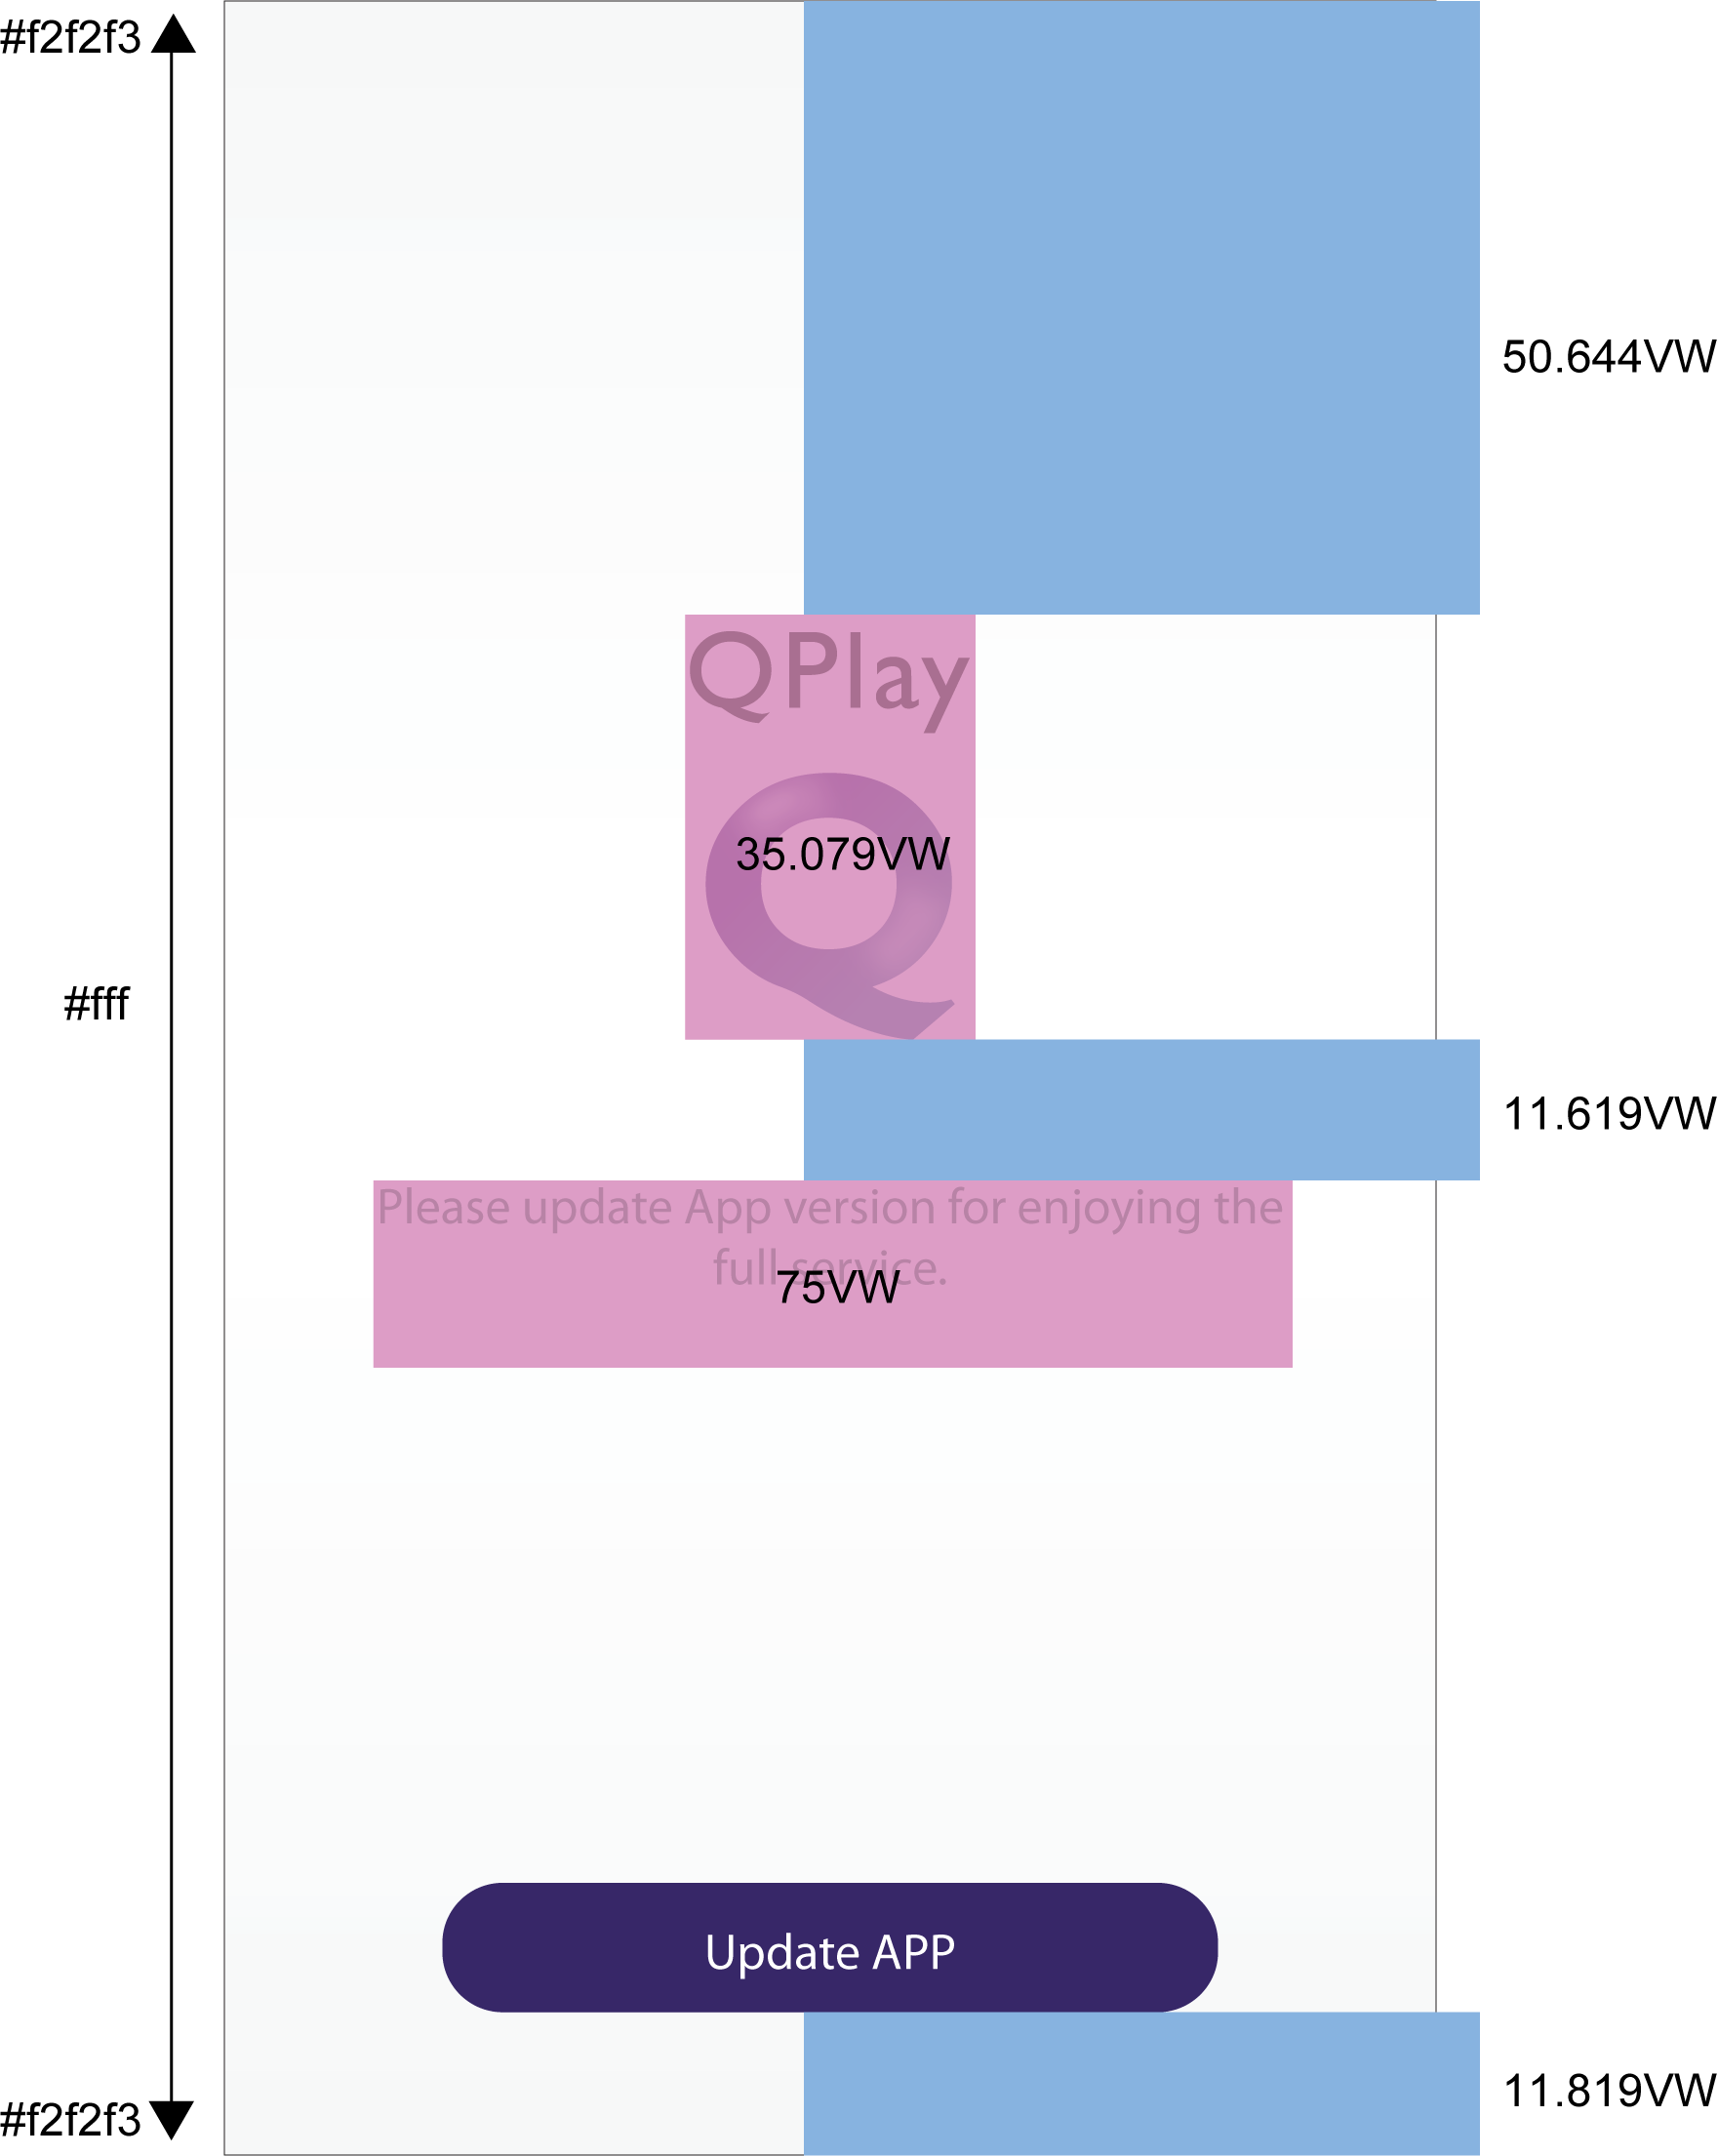 #f2f2f3
50.644VW
QPlay
35.079VW
#fff
11.619VW
Please update App version for enjoying the
full service.
75VW
Update APP
11.819VW
#f2f2f3